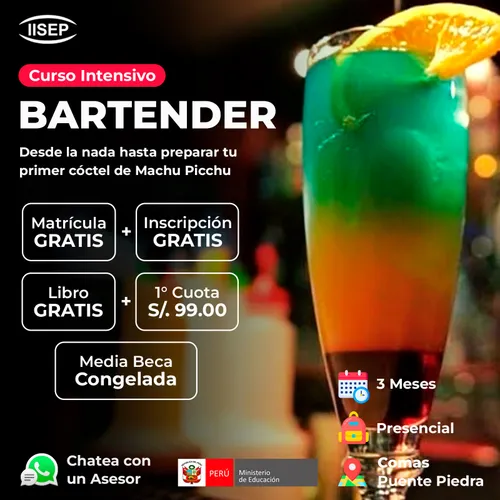 IISEP
Curso Intensivo
BARTENDER
Desde la nada hasta preparar tu
primer cóctel de Machu Picchu
Matrícula
GRATIS
+
Inscripción
GRATIS
Libro
GRATIS
+
1° Cuota
S/. 99.00
Media Beca
Congelada
3 Meses
Presencial
Comas
Puente Piedra
Chatea con
un Asesor
PERÚ
Ministerio
de Educación